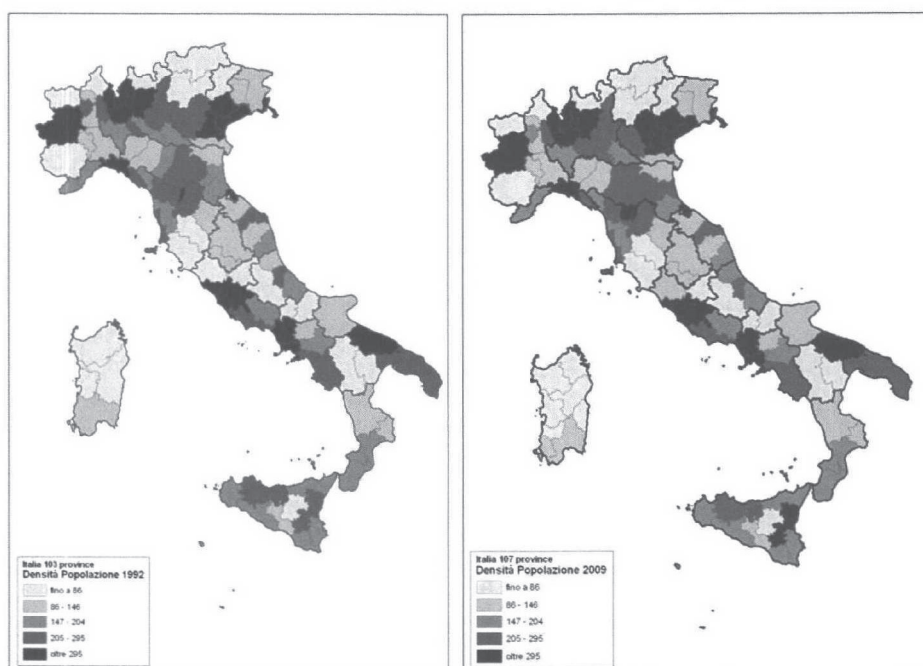 Italia 103 province
Densità Popolazione 1992
fino a 86
86 - 146
147 - 204
205 - 295
oltre 295
Italia 107 province
Densità Popolazione 2009
fino a 86
86 - 146
147 - 204
205 - 295
oltre 295